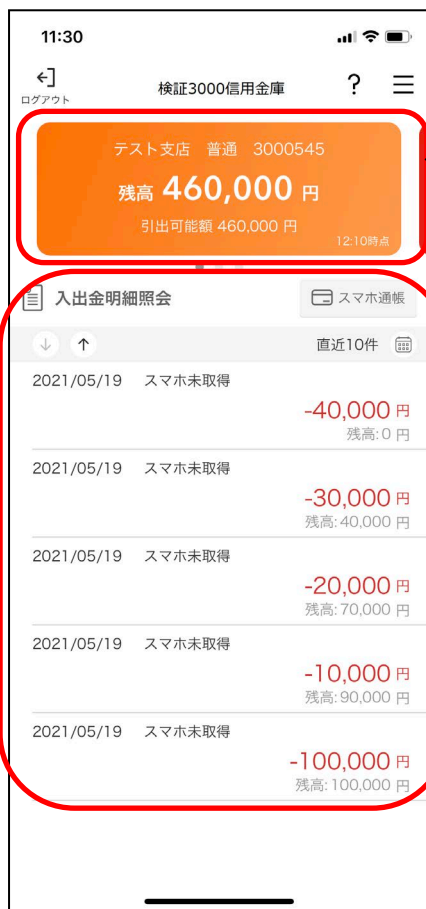 11:30
ログアウト 検証3000信用金庫 ?
テスト支店 普通 3000545
残高 460,000 円
引出可能額 460,000 円
12:10時点
入出金明細照会 スマホ通帳
↓ ↑ 直近10件
2021/05/19 スマホ未取得
-40,000 円
残高: 0 円
2021/05/19 スマホ未取得
-30,000 円
残高: 40,000 円
2021/05/19 スマホ未取得
-20,000 円
残高: 70,000 円
2021/05/19 スマホ未取得
-10,000 円
残高: 90,000 円
2021/05/19 スマホ未取得
-100,000 円
残高: 100,000 円